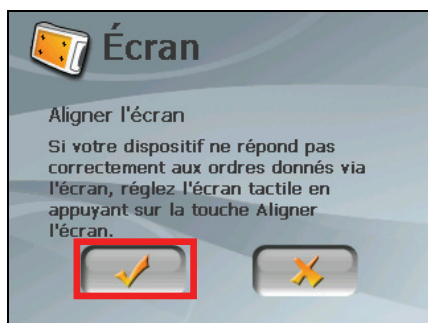 Écran
Aligner l'écran
Si votre dispositif ne répond pas
correctement aux ordres donnés via
l'écran, réglez l'écran tactile en
appuyant sur la touche Aligner
l'écran.